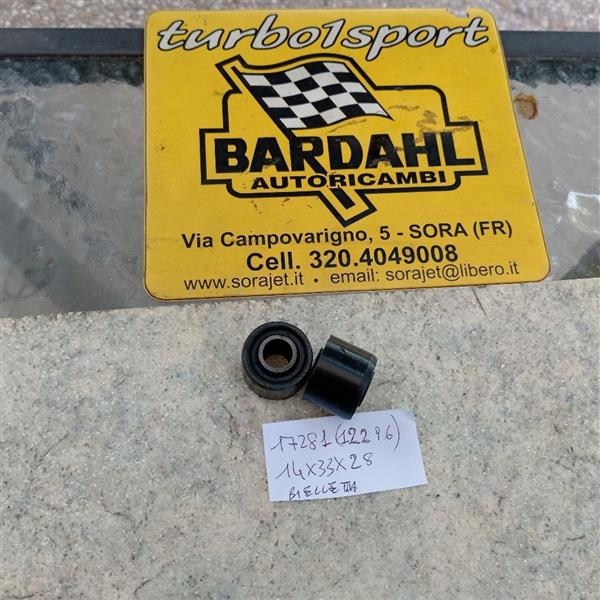 turbo1sport
BARDAHL
AUTORICAMBI
Via Campovarigno, 5 - SORA (FR)
Cell. 320.4049008
www.sorajet.it • email: sorajet@libero.it
17281(12296)
14X33X28
BIELLETTA